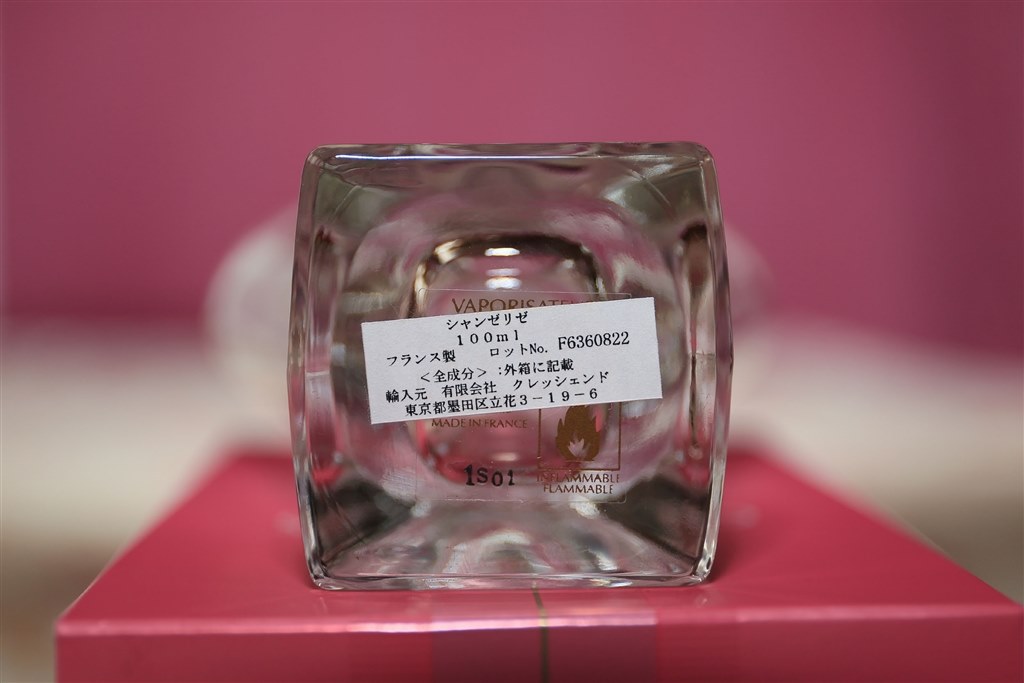 シャンゼリゼ
100ml
フランス製 ロットNo. F6360822
<全成分>:外箱に記載
輸入元 有限会社 クレッシェンド
東京都墨田区立花3-19-6
MADE IN FRANCE
1S01
INFLAMMABLE
FLAMMABLE